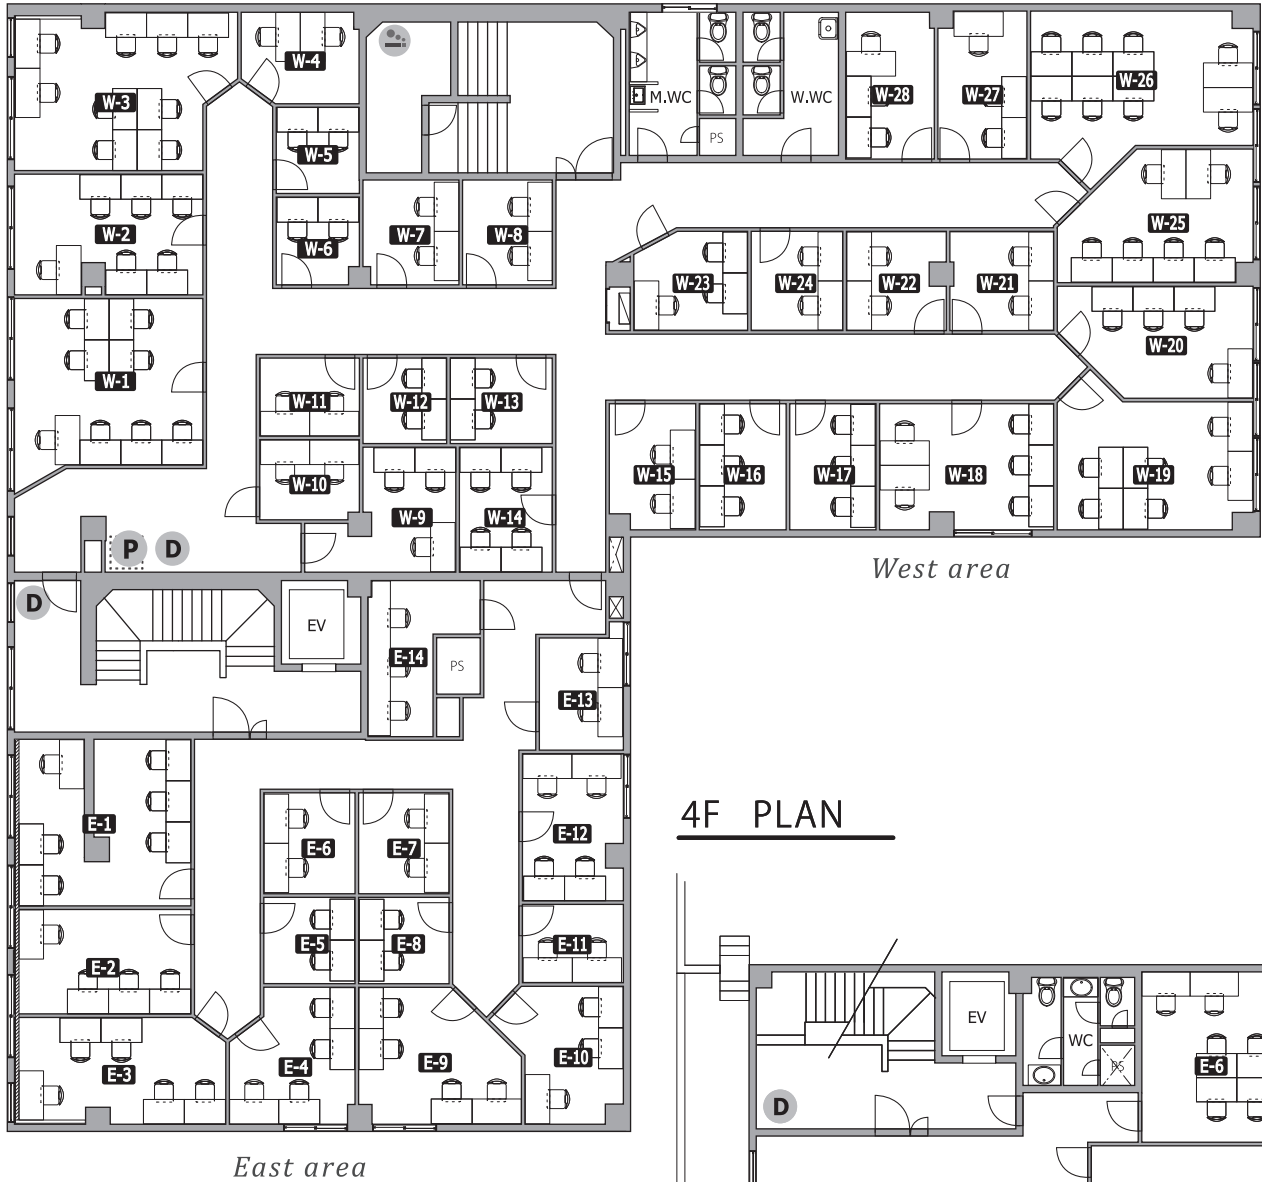 W-4
M.WC
W.WC
PS
W-28
W-27
W-26
W-3
W-5
W-25
W-2
W-6
W-7
W-8
W-23
W-24
W-22
W-21
W-20
W-1
W-11
W-12
W-13
W-10
W-15
W-16
W-17
W-18
W-19
W-9
W-14
P
D
West area
D
EV
E-14
PS
E-13
E-1
E-6
E-7
E-12
4F PLAN
E-2
E-5
E-8
E-11
E-3
E-4
E-9
E-10
East area
EV
WC
PS
E-6
D